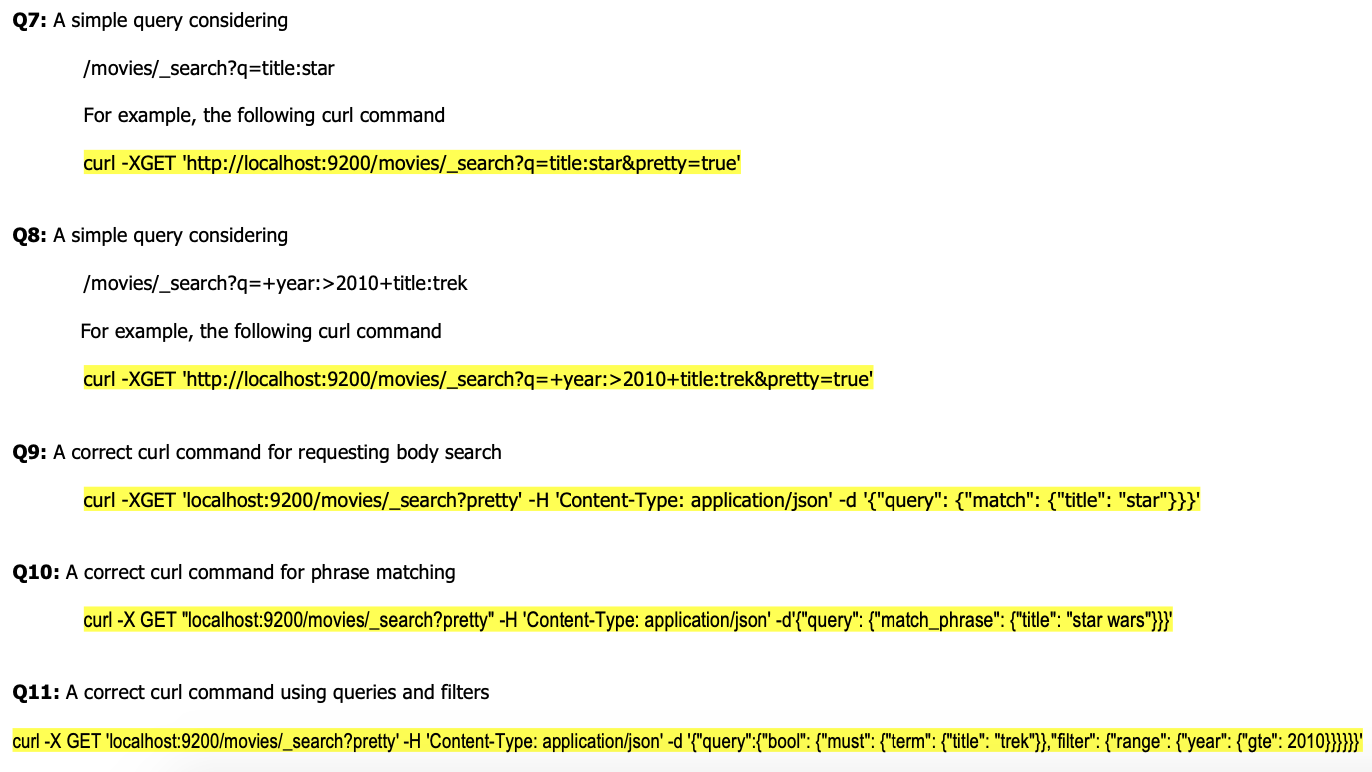 Q7: A simple query considering
/movies/_search?q=title:star
For example, the following curl command
curl -XGET 'http://localhost:9200/movies/_search?q=title:star&pretty=true'
Q8: A simple query considering
/movies/_search?q=+year:>2010+title:trek
For example, the following curl command
curl -XGET 'http://localhost:9200/movies/_search?q=+year:>2010+title:trek&pretty=true'
Q9: A correct curl command for requesting body search
curl -XGET 'localhost:9200/movies/_search?pretty' -H 'Content-Type: application/json' -d '{"query": {"match": {"title": "star"}}}'
Q10: A correct curl command for phrase matching
curl -X GET "localhost:9200/movies/_search?pretty" -H 'Content-Type: application/json' -d'{"query": {"match_phrase": {"title": "star wars"}}}'
Q11: A correct curl command using queries and filters
curl -X GET 'localhost:9200/movies/_search?pretty' -H 'Content-Type: application/json' -d '{"query":{"bool": {"must": {"term": {"title": "trek"}},"filter": {"range": {"year": {"gte": 2010}}}}}}'